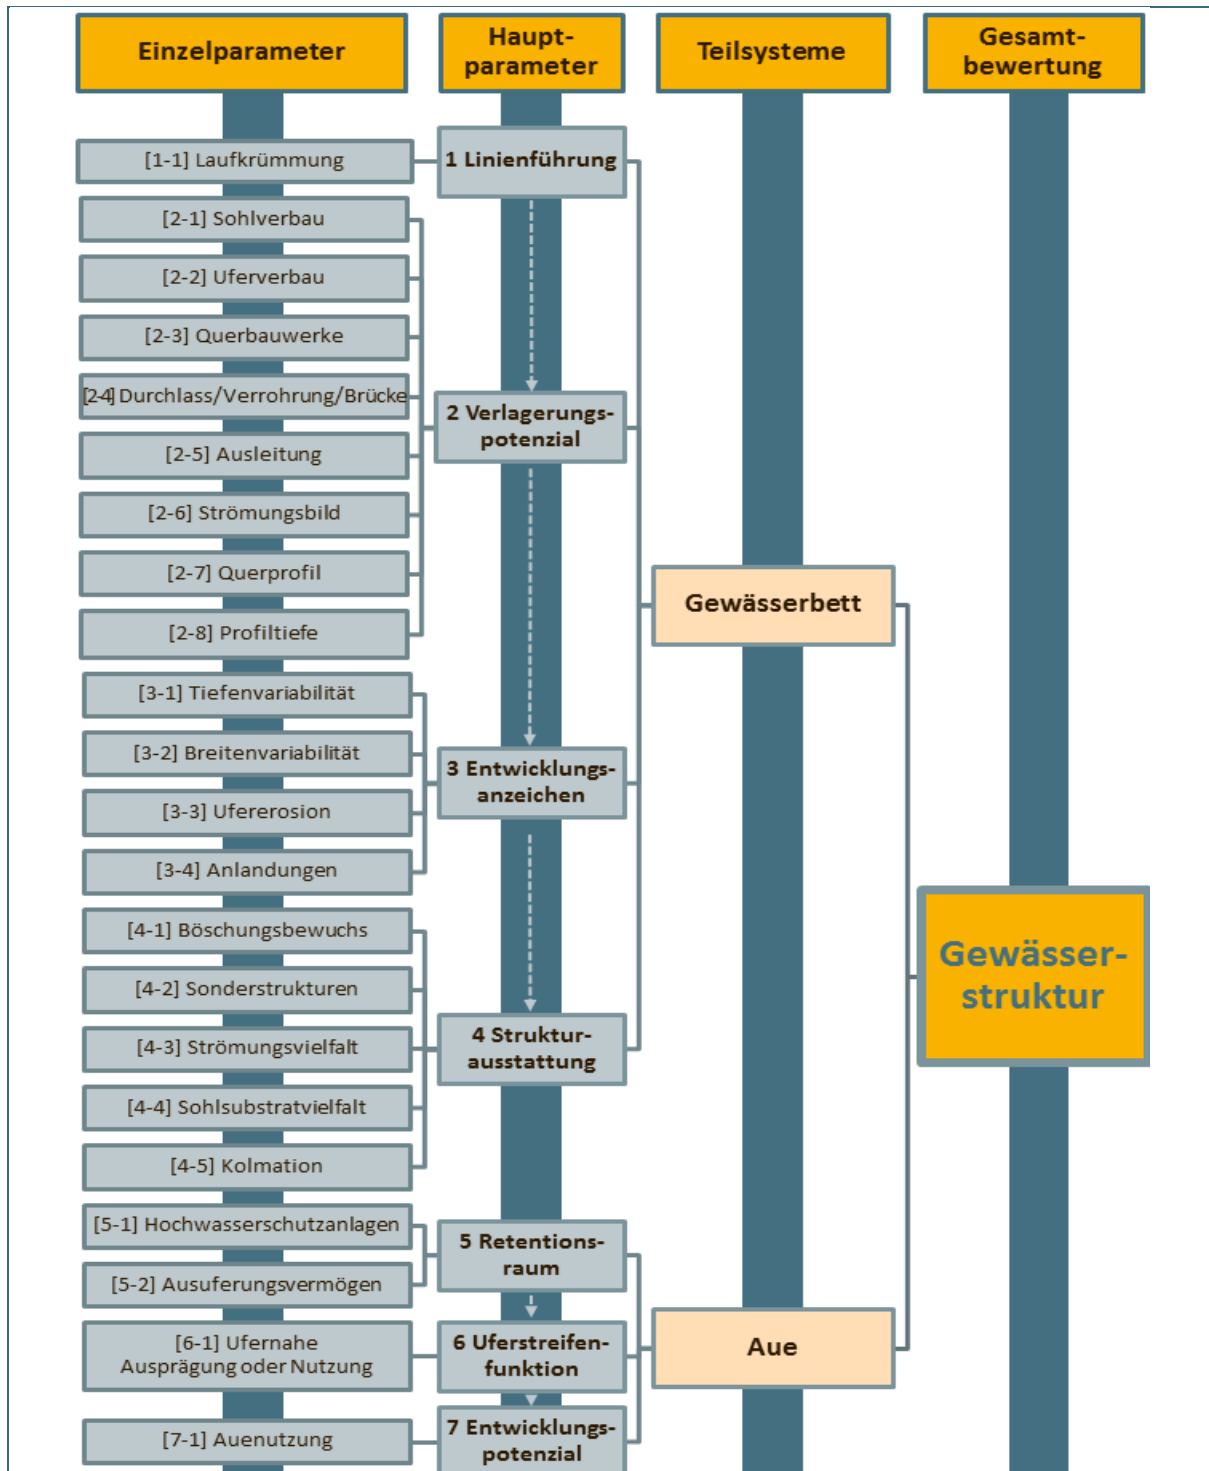 Einzelparameter
Haupt-
parameter
Teilsysteme
Gesamt-
bewertung
[1-1] Laufkrümmung
1 Linienführung
[2-1] Sohlverbau
[2-2] Uferverbau
[2-3] Querbauwerke
[2-4] Durchlass/Verrohrung/Brücke
[2-5] Ausleitung
[2-6] Strömungsbild
[2-7] Querprofil
[2-8] Profiltiefe
2 Verlagerungs-
potenzial
[3-1] Tiefenvariabilität
[3-2] Breitenvariabilität
[3-3] Ufererosion
[3-4] Anlandungen
3 Entwicklungs-
anzeichen
[4-1] Böschungsbewuchs
[4-2] Sonderstrukturen
[4-3] Strömungsvielfalt
[4-4] Sohlsubstratvielfalt
[4-5] Kolmation
4 Struktur-
ausstattung
Gewässerbett
[5-1] Hochwasserschutzanlagen
[5-2] Ausuferungsvermögen
5 Retentions-
raum
[6-1] Ufernahe
Ausprägung oder Nutzung
6 Uferstreifen-
funktion
[7-1] Auenutzung
7 Entwicklungs-
potenzial
Aue
Gewässer-
struktur